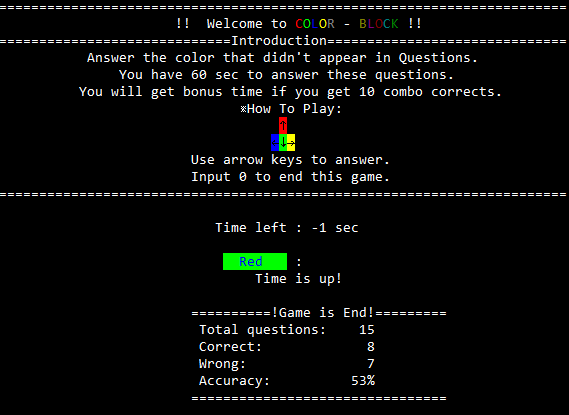 =======================================================================
!! Welcome to COLOR - BLOCK !!
=============================Introduction==============================
Answer the color that didn't appear in Questions.
You have 60 sec to answer these questions.
You will get bonus time if you get 10 combo corrects.
※How To Play:
↑
←↓→
Use arrow keys to answer.
Input 0 to end this game.
=======================================================================
Time left : -1 sec
Red :
Time is up!
==========!Game is End!=========
Total questions: 15
Correct: 8
Wrong: 7
Accuracy: 53%
================================